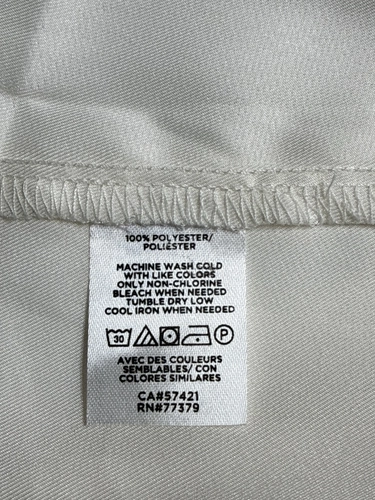 100% POLYESTER/
POLIÉSTER
MACHINE WASH COLD
WITH LIKE COLORS
ONLY NON-CHLORINE
BLEACH WHEN NEEDED
TUMBLE DRY LOW
COOL IRON WHEN NEEDED
30 P
AVEC DES COULEURS
SEMBLABLES/ CON
COLORES SIMILARES
CA#57421
RN#77379